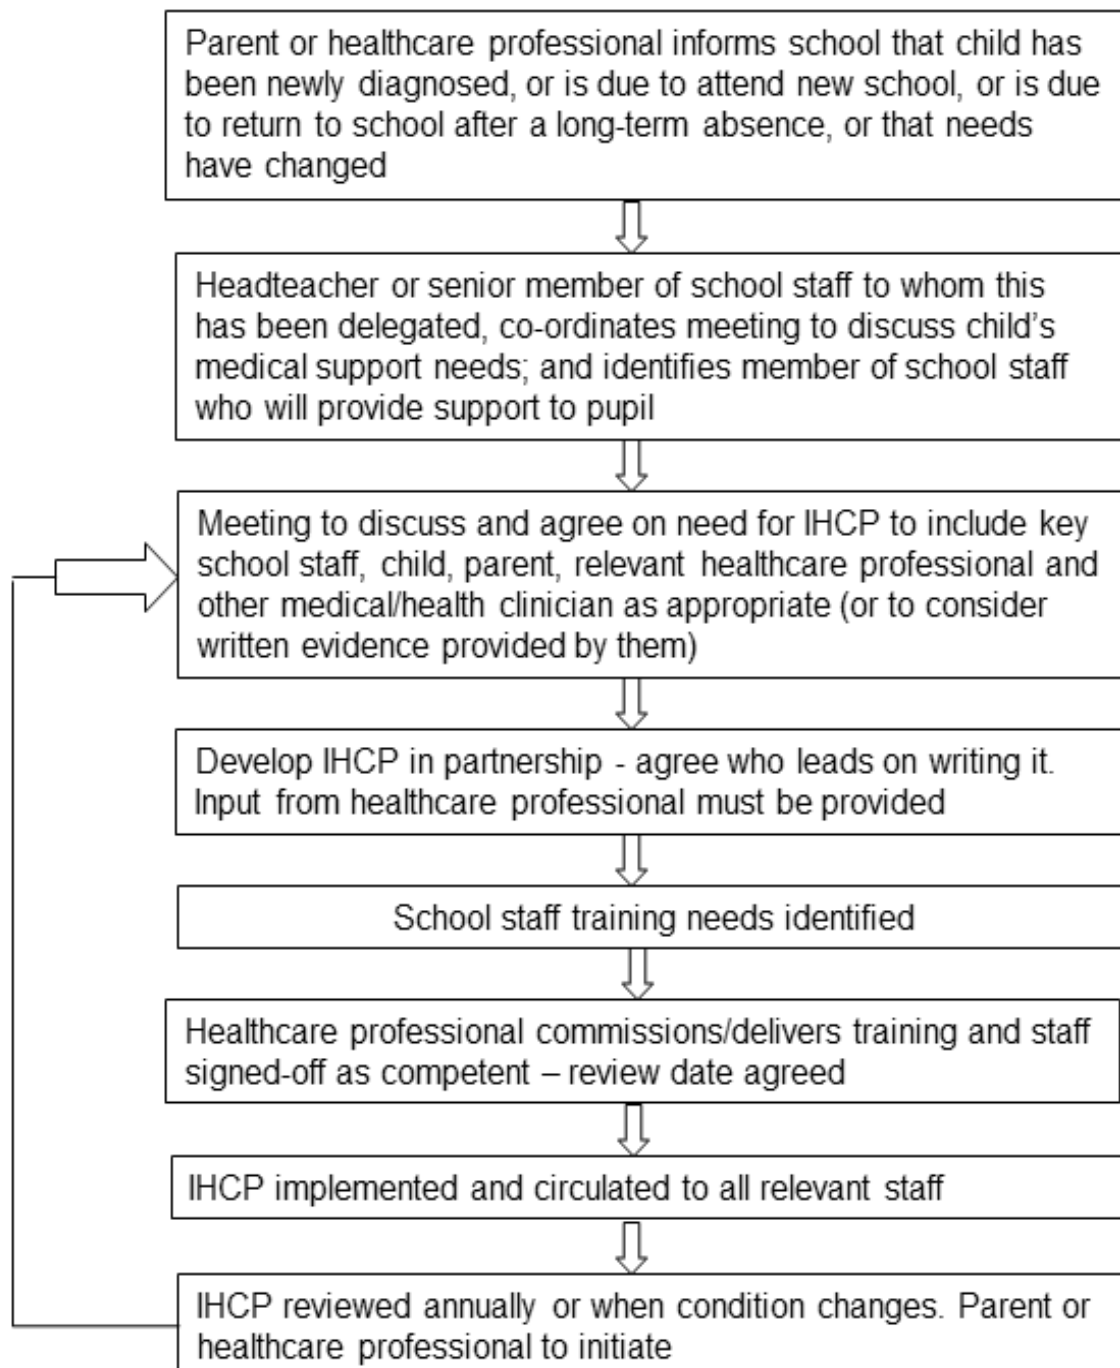 Parent or healthcare professional informs school that child has
been newly diagnosed, or is due to attend new school, or is due
to return to school after a long-term absence, or that needs
have changed
Headteacher or senior member of school staff to whom this
has been delegated, co-ordinates meeting to discuss child's
medical support needs; and identifies member of school staff
who will provide support to pupil
Meeting to discuss and agree on need for IHCP to include key
school staff, child, parent, relevant healthcare professional and
other medical/health clinician as appropriate (or to consider
written evidence provided by them)
Develop IHCP in partnership - agree who leads on writing it.
Input from healthcare professional must be provided
School staff training needs identified
Healthcare professional commissions/delivers training and staff
signed-off as competent – review date agreed
IHCP implemented and circulated to all relevant staff
IHCP reviewed annually or when condition changes. Parent or
healthcare professional to initiate